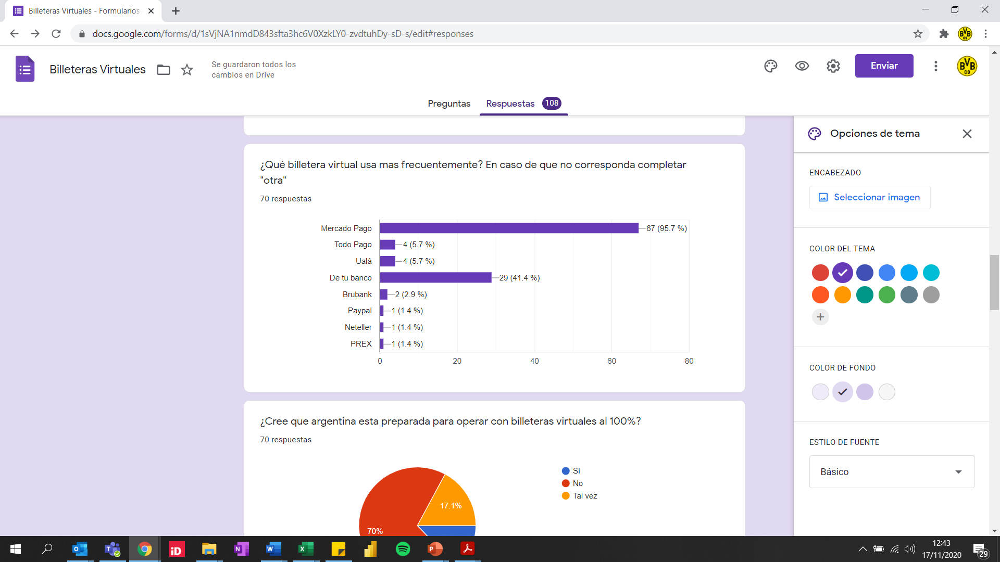 Billeteras Virtuales - Formularios
docs.google.com/forms/d/1sVjNA1nmdD843sfta3hc6V0XzkLY0-zvdtuhDy-sD-s/edit#responses
Billeteras Virtuales
Se guardaron todos los
cambios en Drive
Enviar
Preguntas
Respuestas 108
Opciones de tema
ENCABEZADO
Seleccionar imagen
COLOR DEL TEMA
COLOR DE FONDO
ESTILO DE FUENTE
Básico
¿Qué billetera virtual usa mas frecuentemente? En caso de que no corresponda completar
"otra"
70 respuestas
Mercado Pago 67 (95.7 %)
Todo Pago 4 (5.7 %)
Ualá 4 (5.7 %)
De tu banco 29 (41.4 %)
Brubank 2 (2.9 %)
Paypal 1 (1.4 %)
Neteller 1 (1.4 %)
PREX 1 (1.4 %)
0 20 40 60 80
¿Cree que argentina esta preparada para operar con billeteras virtuales al 100%?
70 respuestas
Sí
No
Tal vez
17.1%
70%
12:43
17/11/2020
29